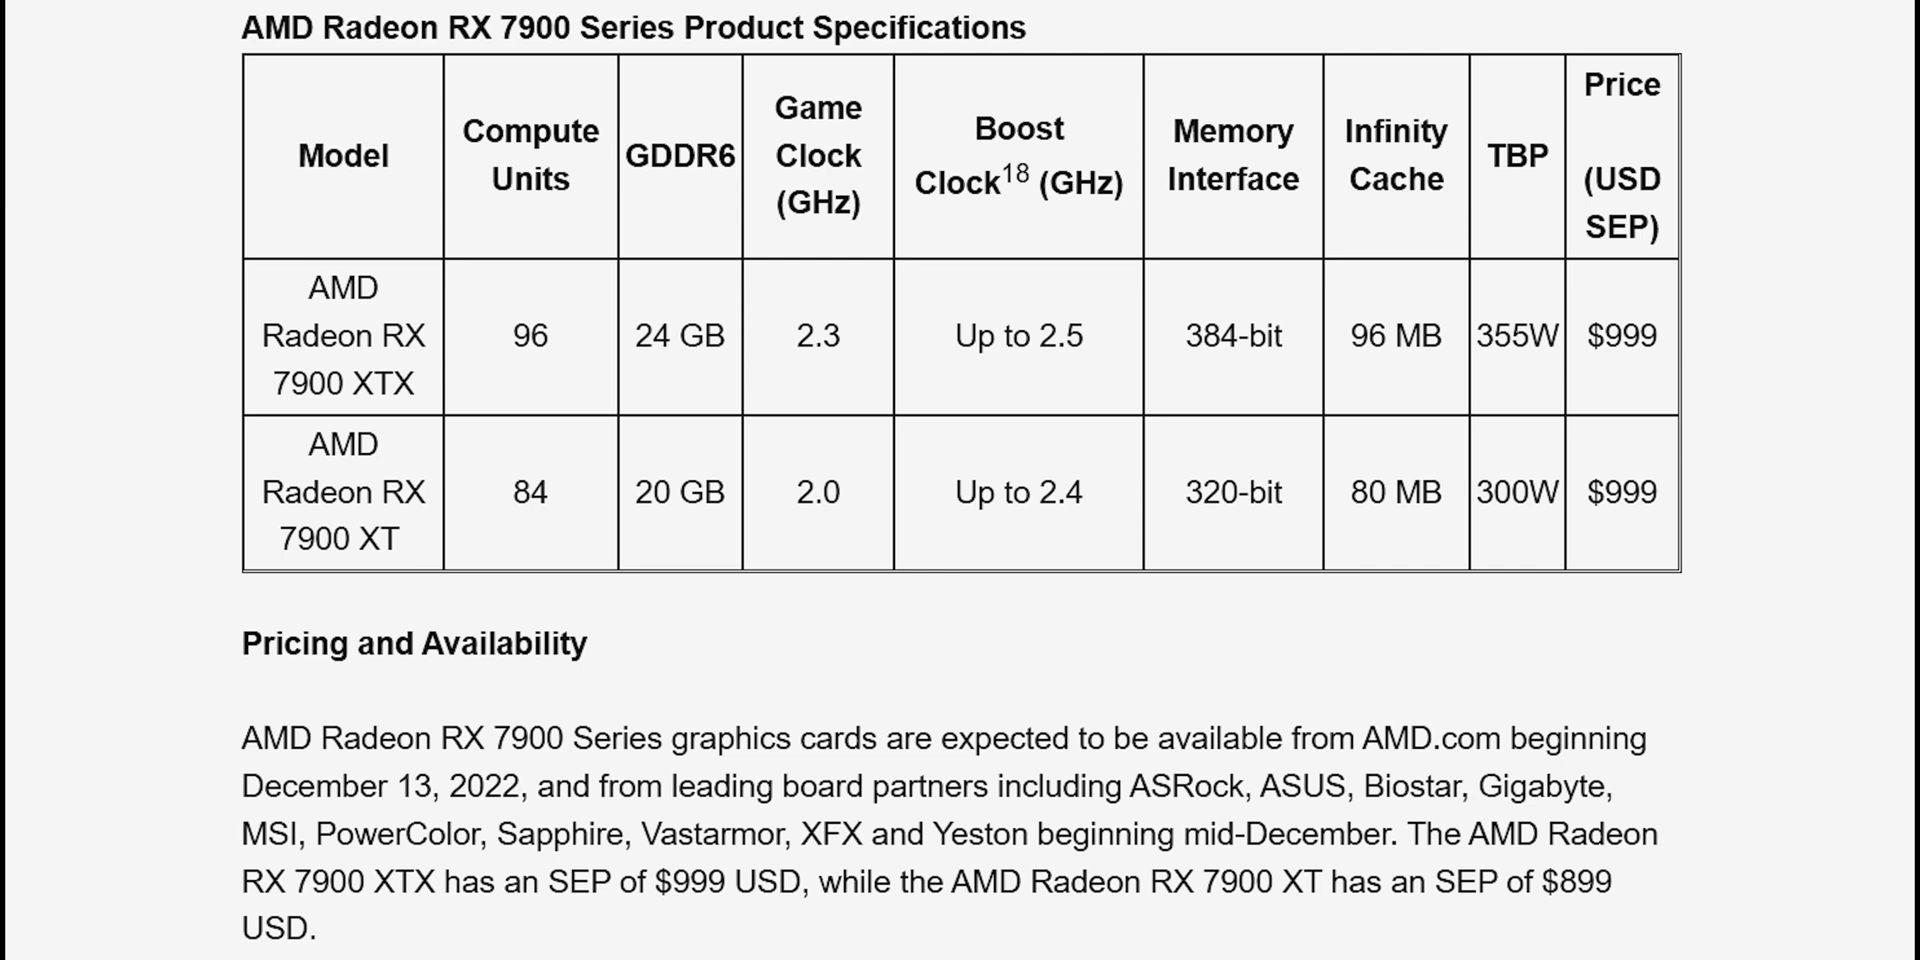 AMD Radeon RX 7900 Series Product Specifications
Model
Compute
Units
GDDR6
Game
Clock
(GHz)
Boost
Clock18 (GHz)
Memory
Interface
Infinity
Cache
TBP
Price
(USD
SEP)
AMD
Radeon RX
7900 XTX
96
24 GB
2.3
Up to 2.5
384-bit
96 MB
355W
$999
AMD
Radeon RX
7900 XT
84
20 GB
2.0
Up to 2.4
320-bit
80 MB
300W
$999
Pricing and Availability
AMD Radeon RX 7900 Series graphics cards are expected to be available from AMD.com beginning
December 13, 2022, and from leading board partners including ASRock, ASUS, Biostar, Gigabyte,
MSI, PowerColor, Sapphire, Vastarmor, XFX and Yeston beginning mid-December. The AMD Radeon
RX 7900 XTX has an SEP of $999 USD, while the AMD Radeon RX 7900 XT has an SEP of $899
USD.